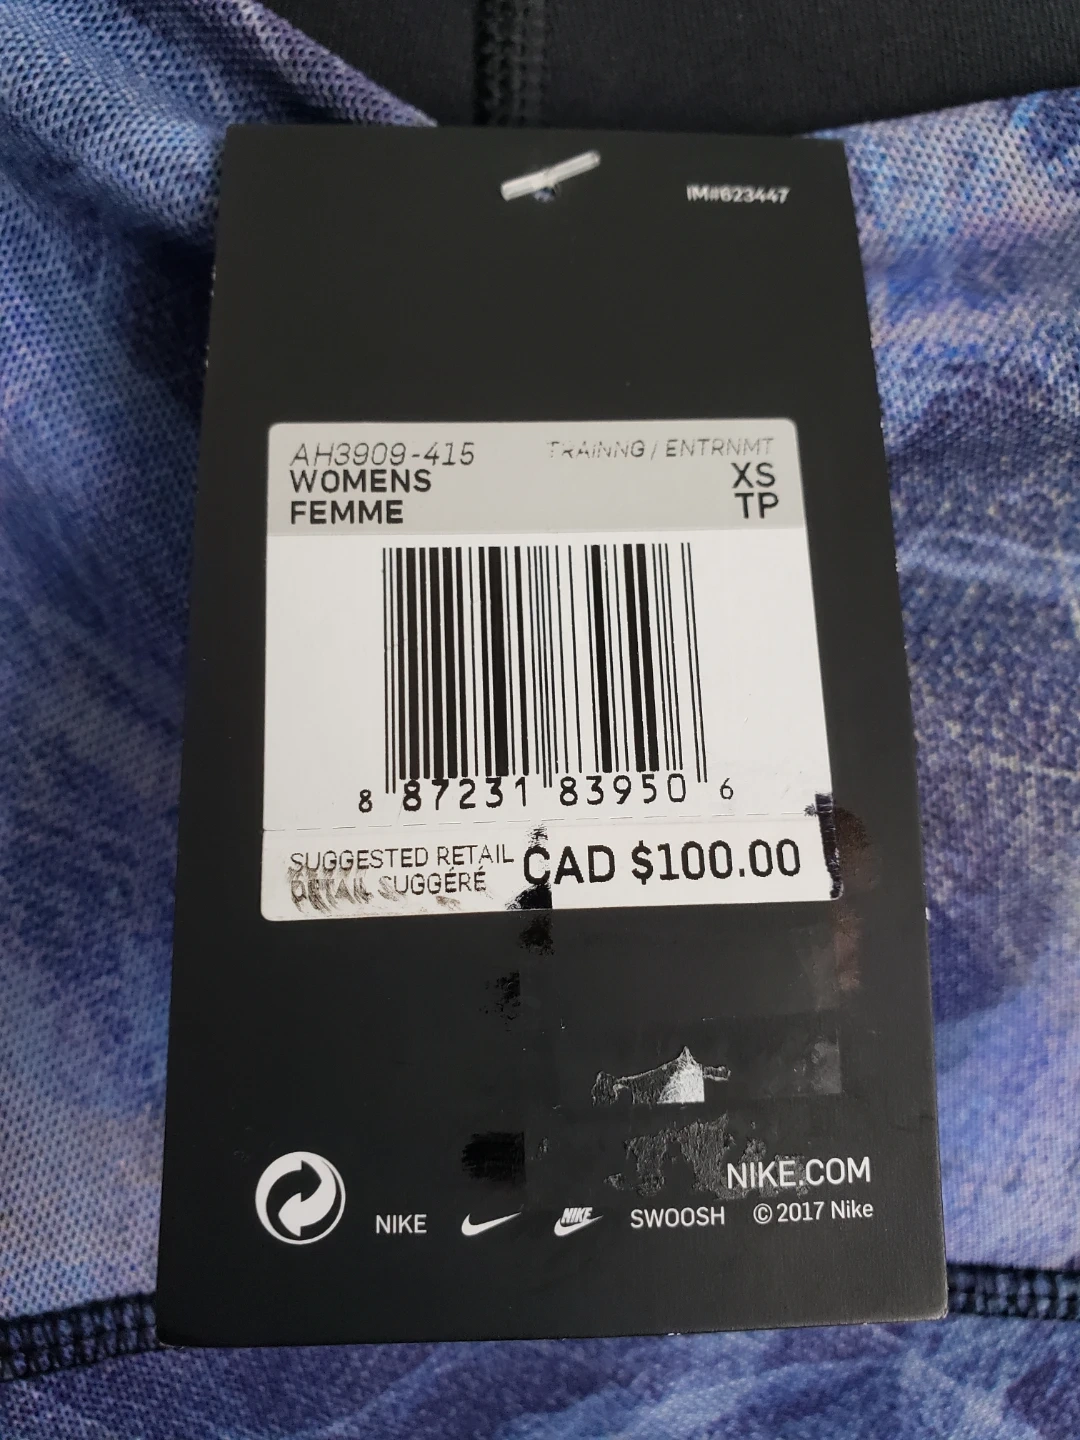 IM#623447
AH3909-415 TRAINNG / ENTRNMT
WOMENS XS
FEMME TP
8 87231 83950 6
SUGGESTED RETAIL CAD $100.00
DETAIL SUGGÉRÉ
NIKE.COM
NIKE NIKE SWOOSH © 2017 Nike